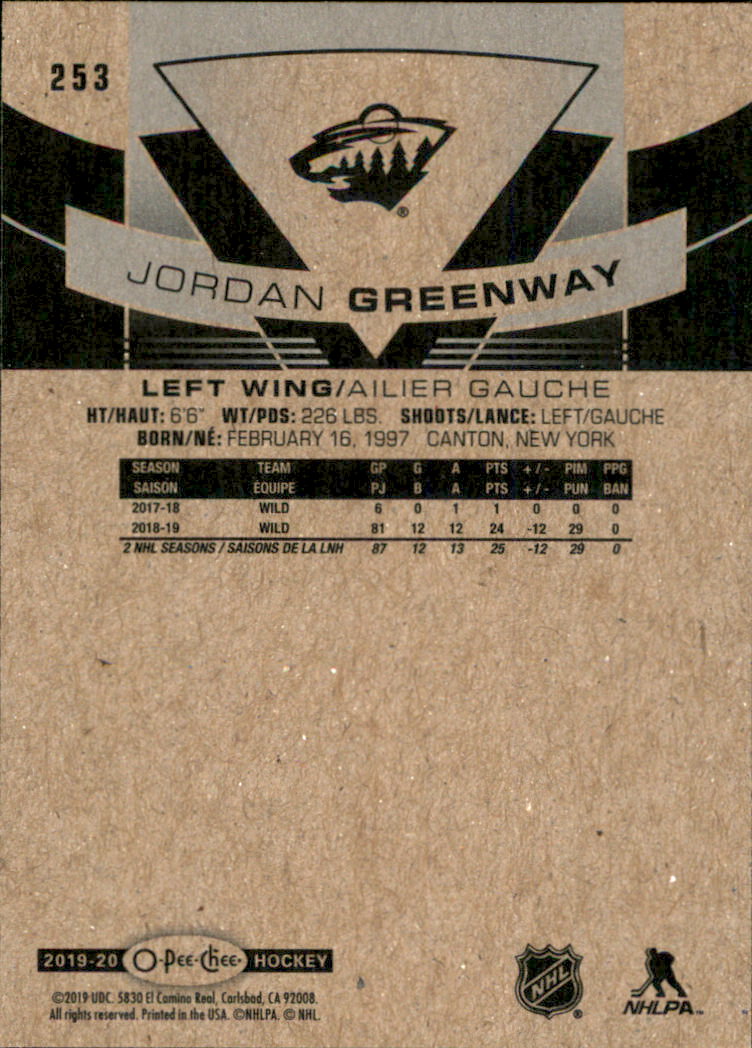 253
®
JORDAN GREENWAY
LEFT WING/AILIER GAUCHE
HT/HAUT: 6'6" WT/PDS: 226 LBS. SHOOTS/LANCE: LEFT/GAUCHE
BORN/NÉ: FEBRUARY 16, 1997 CANTON, NEW YORK
SEASON TEAM GP G A PTS +/- PIM PPG
SAISON ÉQUIPE PJ B A PTS +/- PUN BAN
2017-18 WILD 6 0 1 1 0 0 0
2018-19 WILD 81 12 12 24 -12 29 0
2 NHL SEASONS / SAISONS DE LA LNH 87 12 13 25 -12 29 0
2019-20 O-Pee-Chee HOCKEY
©2019 UDC. 5830 El Camino Real, Carlsbad, CA 92008.
All rights reserved. Printed in the USA. ©NHLPA. © NHL.
NHL ®
NHLPA™